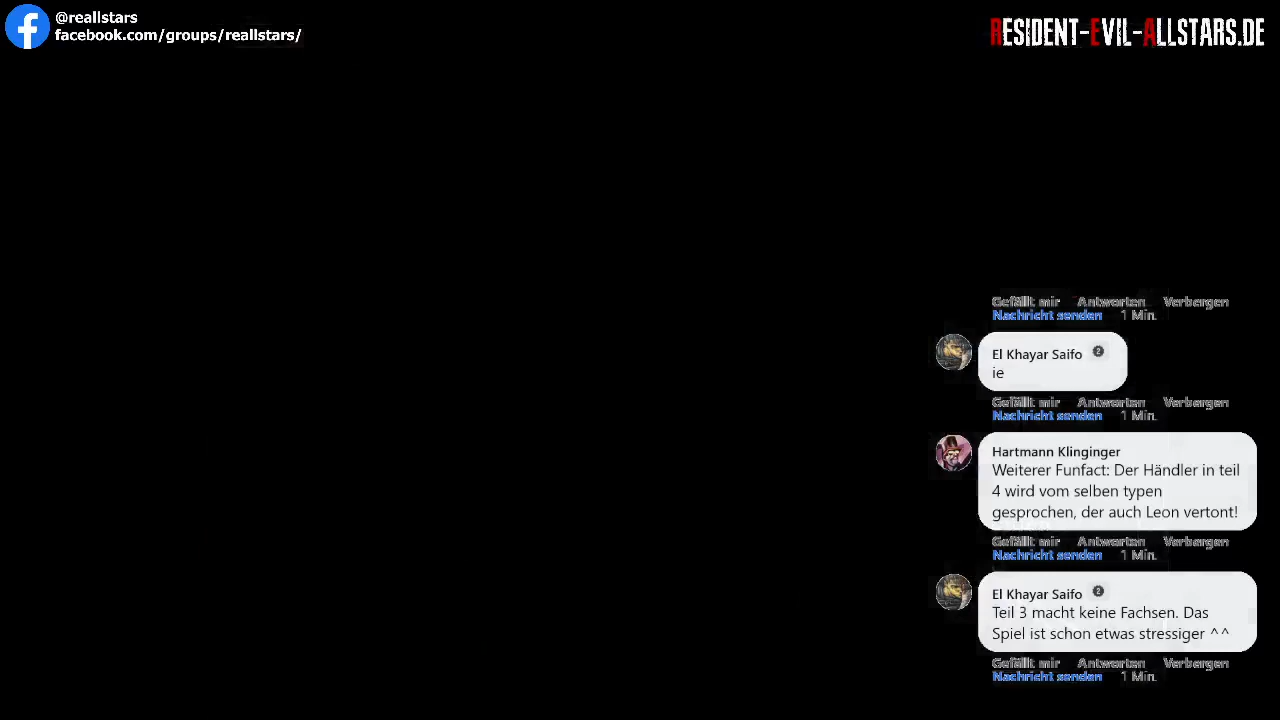 @reallstars
facebook.com/groups/reallstars/
RESIDENT-EVIL-ALLSTARS.DE
Gefällt mir Antworten Verbergen
Nachricht senden 1 Min.
El Khayar Saifo 2
ie
Gefällt mir Antworten Verbergen
Nachricht senden 1 Min.
Hartmann Klinginger
Weiterer Funfact: Der Händler in teil
4 wird vom selben typen
gesprochen, der auch Leon vertont!
Gefällt mir Antworten Verbergen
Nachricht senden 1 Min.
El Khayar Saifo 2
Teil 3 macht keine Fachsen. Das
Spiel ist schon etwas stressiger ^^
Gefällt mir Antworten Verbergen
Nachricht senden 1 Min.